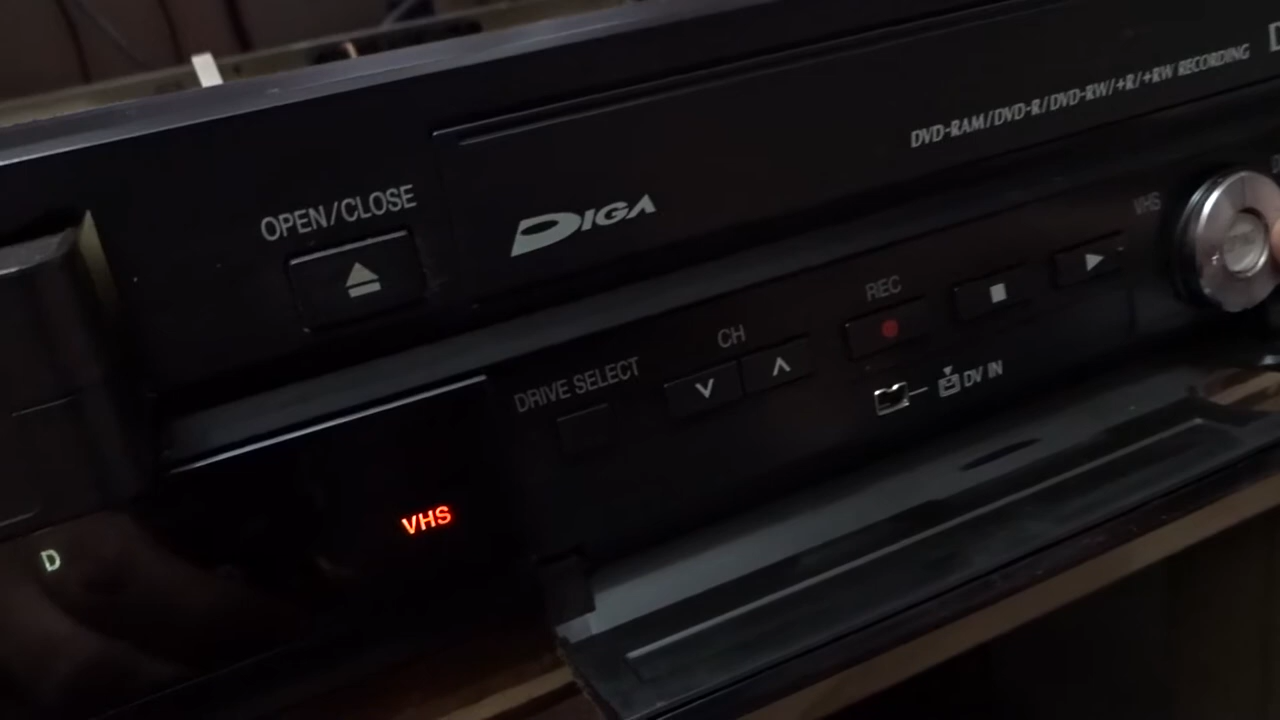 DVD-RAM/DVD-R/DVD-RW/+R/+RW RECORDING
OPEN/CLOSE
DIGA
VHS
REC
CH
DRIVE SELECT
DV IN
VHS
D